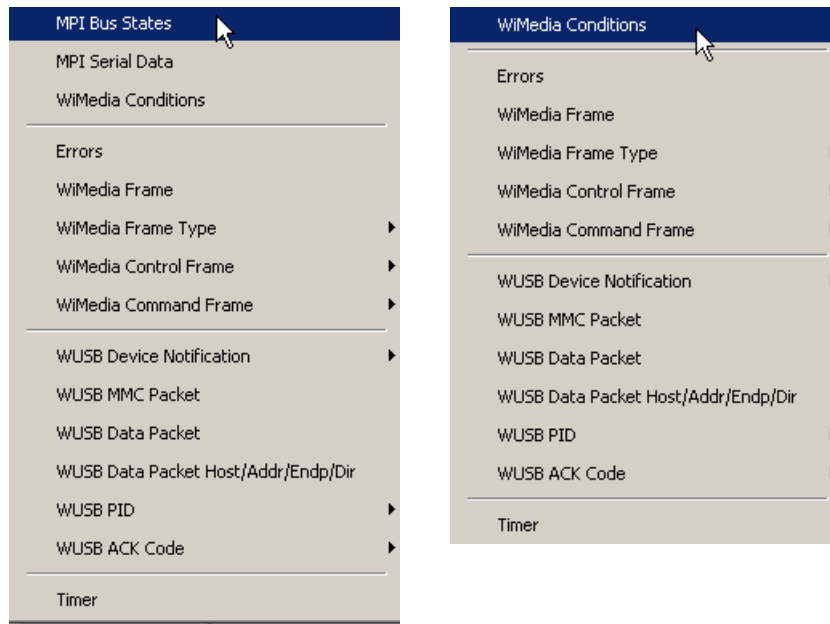 MPI Bus States
MPI Serial Data
WiMedia Conditions
Errors
WiMedia Frame
WiMedia Frame Type
WiMedia Control Frame
WiMedia Command Frame
WUSB Device Notification
WUSB MMC Packet
WUSB Data Packet
WUSB Data Packet Host/Addr/Endp/Dir
WUSB PID
WUSB ACK Code
Timer
WiMedia Conditions
Errors
WiMedia Frame
WiMedia Frame Type
WiMedia Control Frame
WiMedia Command Frame
WUSB Device Notification
WUSB MMC Packet
WUSB Data Packet
WUSB Data Packet Host/Addr/Endp/Dir
WUSB PID
WUSB ACK Code
Timer